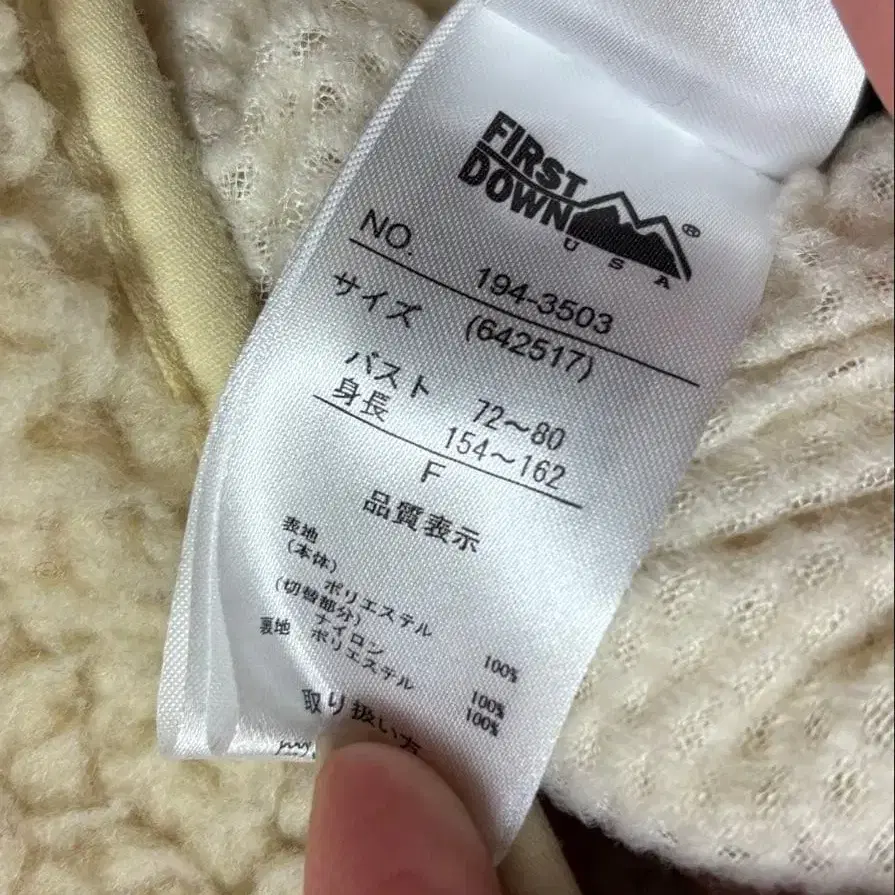 FIRST
DOWN
USA
®
NO. 194-3503
(642517)
サイズ
バスト 72〜80
身長 154〜162
F
品質表示
表地
(本体)
ポリエステル 100%
(切替部分)
ナイロン 100%
裏地 ポリエステル 100%
取り扱い方